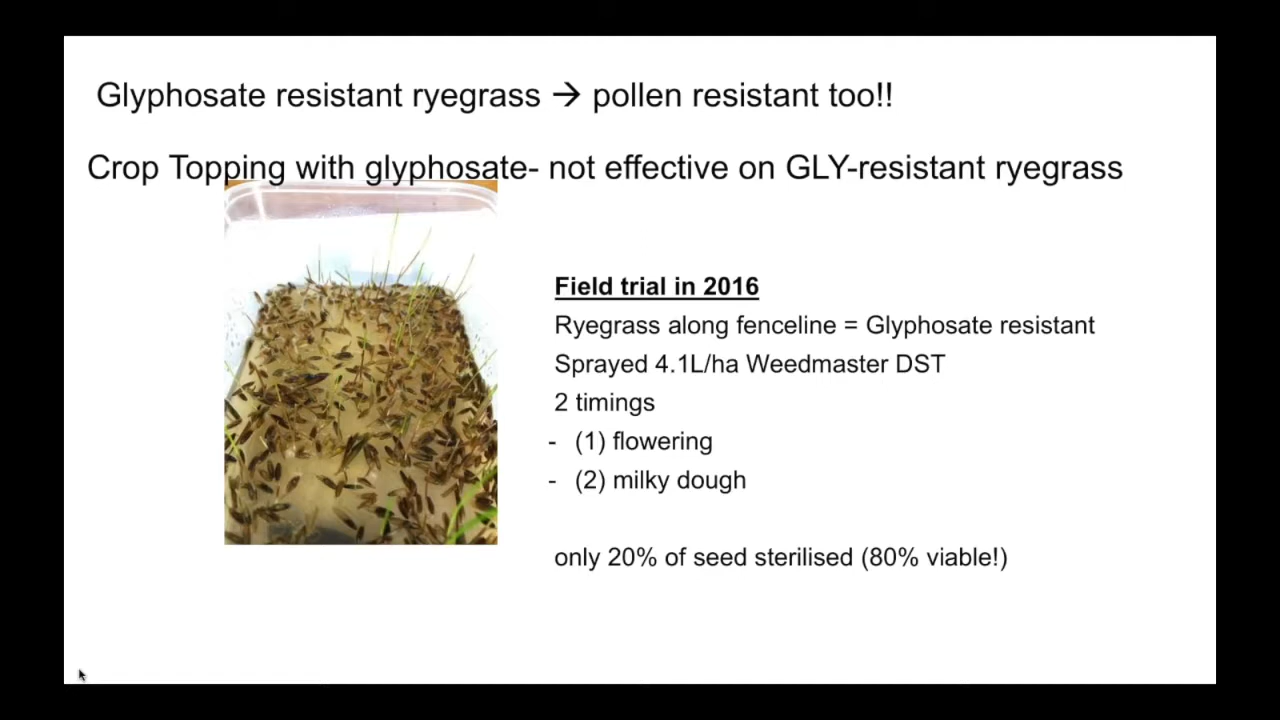 Glyphosate resistant ryegrass → pollen resistant too!!
Crop Topping with glyphosate- not effective on GLY-resistant ryegrass
Field trial in 2016
Ryegrass along fenceline = Glyphosate resistant
Sprayed 4.1L/ha Weedmaster DST
2 timings
- (1) flowering
- (2) milky dough
only 20% of seed sterilised (80% viable!)